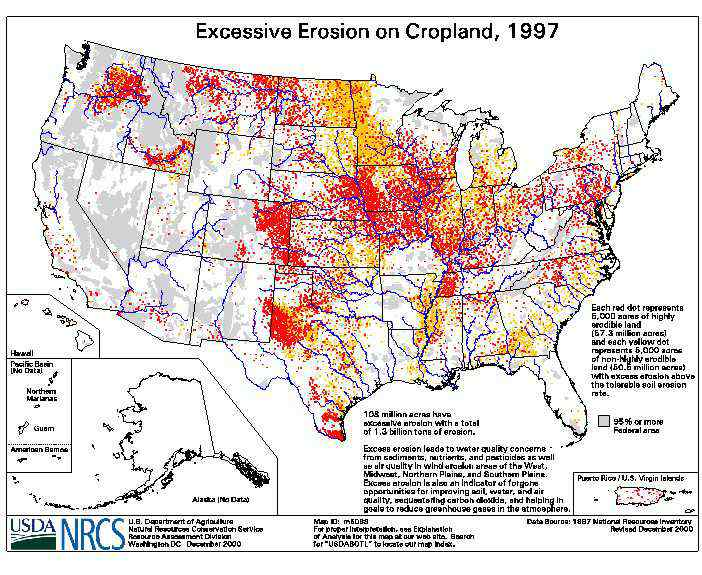 Excessive Erosion on Cropland, 1997
Each red dot represents
5,000 acres of highly
erodible land
(57.3 million acres)
and each yellow dot
represents 5,000 acres
of non-highly erodible
land (50.5 million acres)
with excess erosion above
the tolerable soil erosion
rate.
95% or more
Federal area
Hawaii
Pacific Basin
(No Data)
Northern
Marianas
Guam
American Samoa
Alaska (No Data)
108 million acres have
excessive erosion with a total
of 1.3 billion tons of erosion.
Excess erosion leads to water quality concerns
from sediments, nutrients, and pesticides as well
as air quality in wind erosion areas of the West,
Midwest, Northern Plains, and Southern Plains.
Excess erosion is also an indicator of forgone
opportunities for improving soil, water, and air
quality, sequestering carbon dioxide, and helping in
goals to reduce greenhouse gases in the atmosphere.
Puerto Rico / U.S. Virgin Islands
USDA
NRCS
U.S. Department of Agriculture
Natural Resources Conservation Service
Resource Assessment Division
Washington DC December 2000
Map ID: m5083
For proper interpretation, see Explanation
of Analysis for this map at our web site. Search
for "USDABOTL" to locate our map index.
Data Source: 1997 National Resources Inventory
Revised December 2000